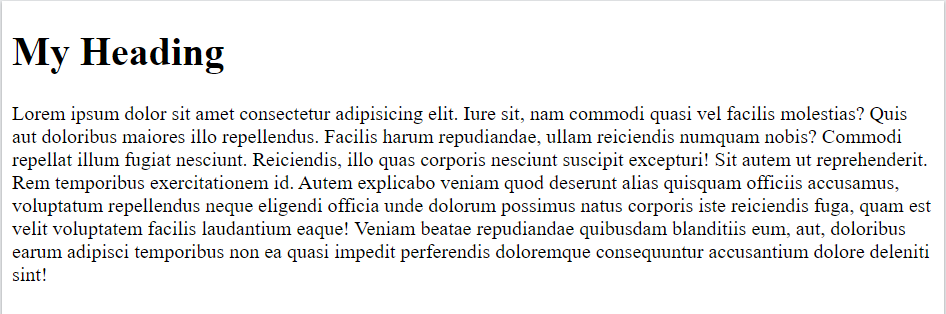 My Heading
Lorem ipsum dolor sit amet consectetur adipisicing elit. Iure sit, nam commodi quasi vel facilis molestias? Quis
aut doloribus maiores illo repellendus. Facilis harum repudiandae, ullam reiciendis numquam nobis? Commodi
repellat illum fugiat nesciunt. Reiciendis, illo quas corporis nesciunt suscipit excepturi! Sit autem ut reprehenderit.
Rem temporibus exercitationem id. Autem explicabo veniam quod deserunt alias quisquam officiis accusamus,
voluptatum repellendus neque eligendi officia unde dolorum possimus natus corporis iste reiciendis fuga, quam est
velit voluptatem facilis laudantium eaque! Veniam beatae repudiandae quibusdam blanditiis eum, aut, doloribus
earum adipisci temporibus non ea quasi impedit perferendis doloremque consequuntur accusantium dolore deleniti
sint!